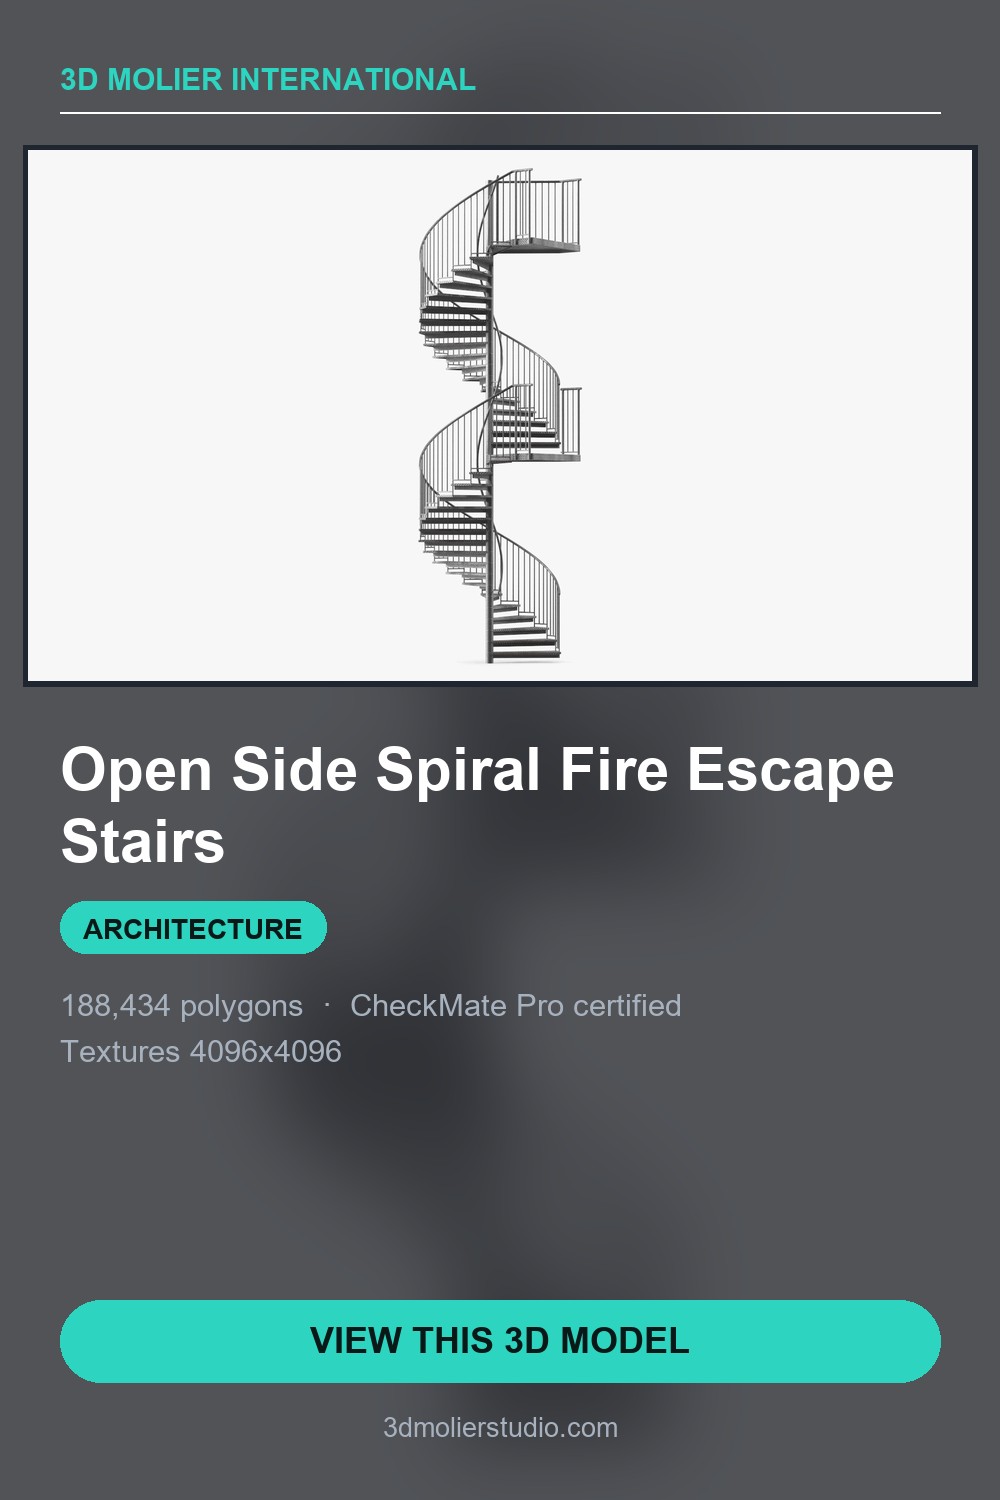 3D MOLIER INTERNATIONAL
Open Side Spiral Fire Escape
Stairs
ARCHITECTURE
188,434 polygons · CheckMate Pro certified
Textures 4096x4096
VIEW THIS 3D MODEL
3dmolierstudio.com